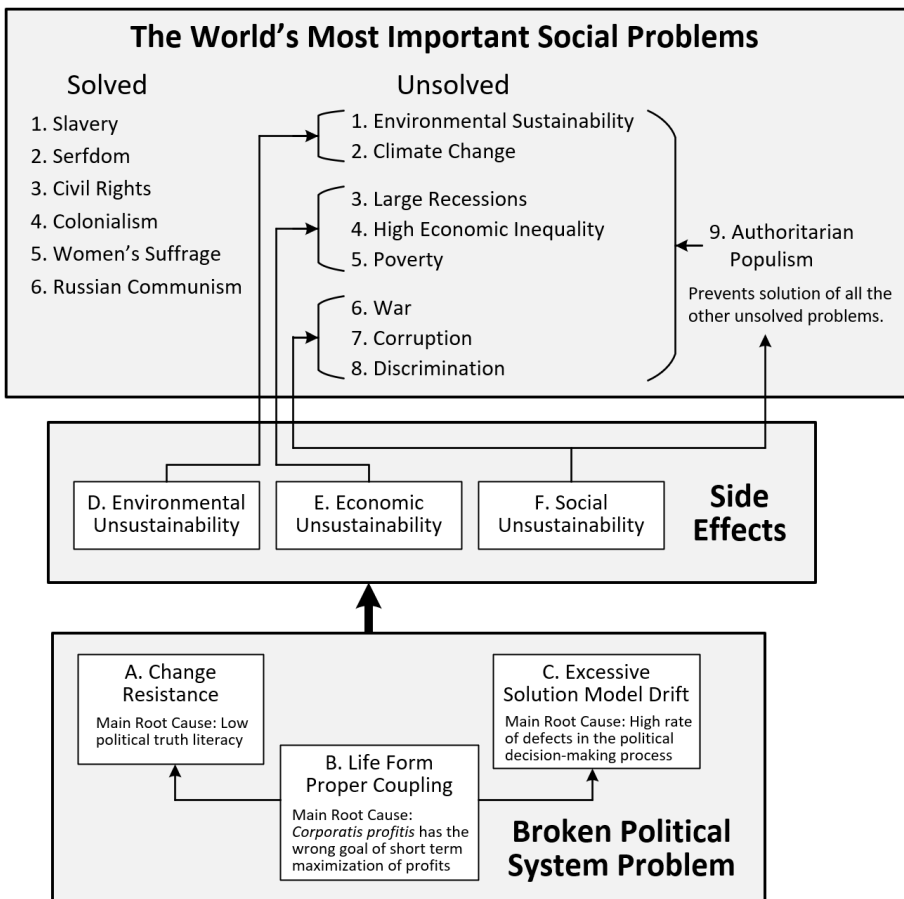 The World’s Most Important Social Problems
Solved
1. Slavery
2. Serfdom
3. Civil Rights
4. Colonialism
5. Women’s Suffrage
6. Russian Communism
Unsolved
1. Environmental Sustainability
2. Climate Change
3. Large Recessions
4. High Economic Inequality
5. Poverty
6. War
7. Corruption
8. Discrimination
9. Authoritarian
Populism
Prevents solution of all the
other unsolved problems.
D. Environmental
Unsustainability
E. Economic
Unsustainability
F. Social
Unsustainability
Side
Effects
A. Change
Resistance
Main Root Cause: Low
political truth literacy
B. Life Form
Proper Coupling
Main Root Cause:
Corporatis profitis has the
wrong goal of short term
maximization of profits
C. Excessive
Solution Model Drift
Main Root Cause: High rate
of defects in the political
decision-making process
Broken Political
System Problem